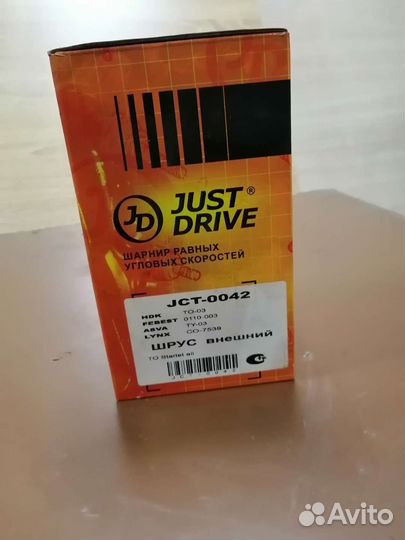 JD JUST®
DRIVE
ШАРНИР РАВНЫХ
УГЛОВЫХ СКОРОСТЕЙ
JCT-0042
HDK TO-03
FEBEST 0110-003
ASVA TY-03
LYNX CO-7539
ШРУС внешний
TO Starlet all
JCT0042
Avito